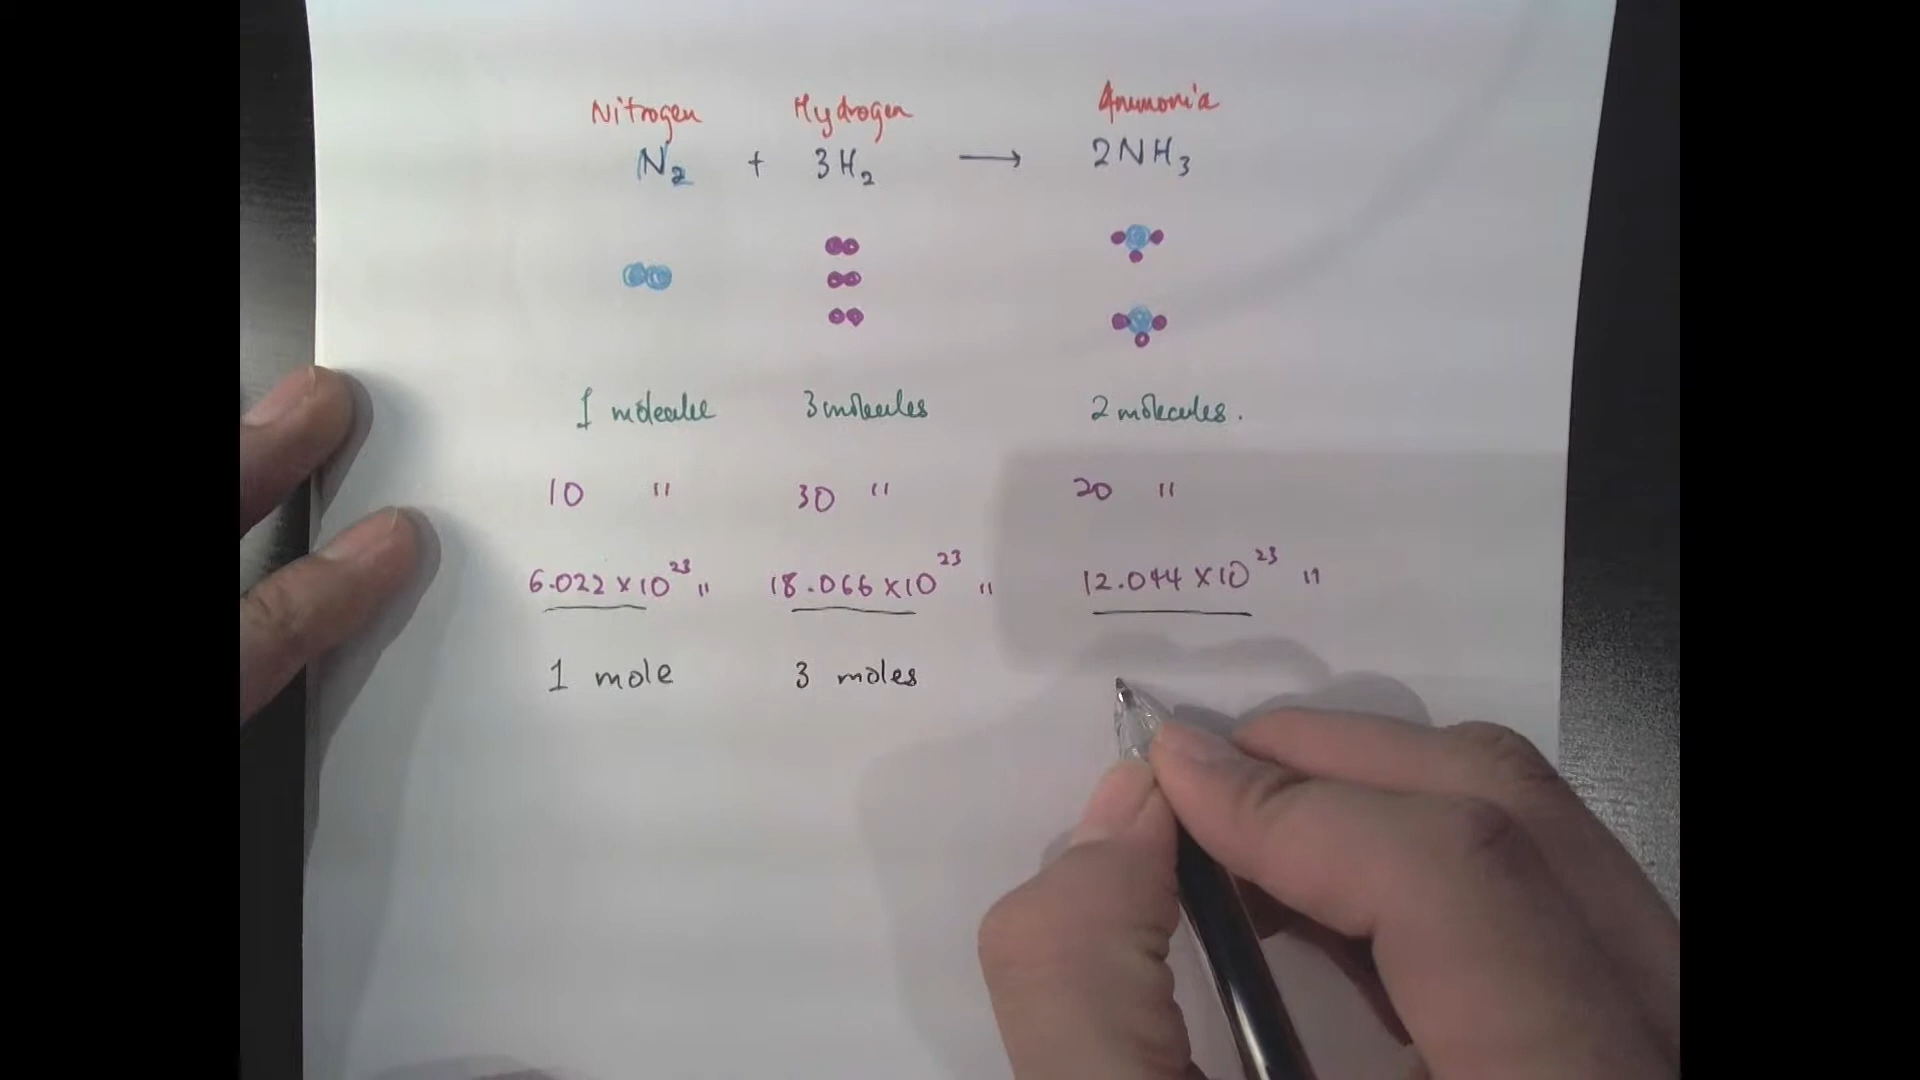 Nitrogen Hydrogen Ammonia
N2 + 3H2 → 2NH3
1 molecule 3 molecules 2 molecules.
10 " 30 " 20 "
6.022 × 10^23 " 18.066 × 10^23 " 12.044 × 10^23 "
1 mole 3 moles